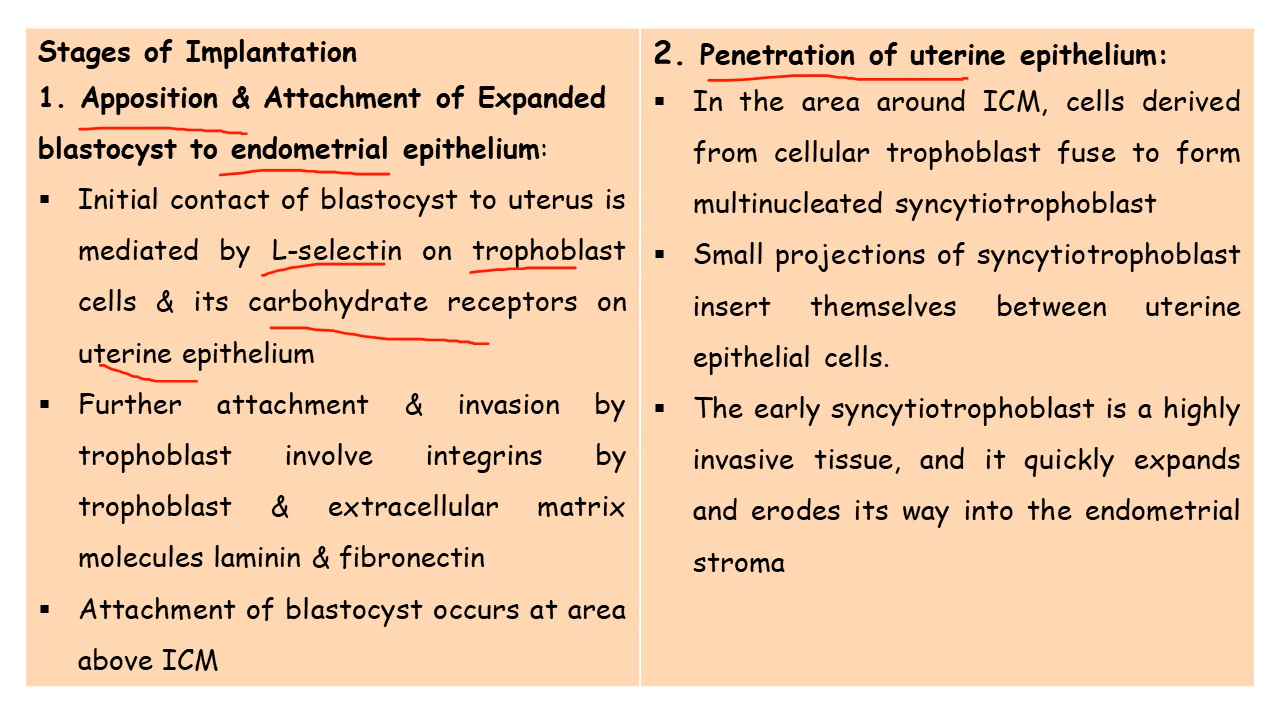 Stages of Implantation
1. Apposition & Attachment of Expanded
blastocyst to endometrial epithelium:
▪ Initial contact of blastocyst to uterus is
mediated by L-selectin on trophoblast
cells & its carbohydrate receptors on
uterine epithelium
▪ Further attachment & invasion by
trophoblast involve integrins by
trophoblast & extracellular matrix
molecules laminin & fibronectin
▪ Attachment of blastocyst occurs at area
above ICM
2. Penetration of uterine epithelium:
▪ In the area around ICM, cells derived
from cellular trophoblast fuse to form
multinucleated syncytiotrophoblast
▪ Small projections of syncytiotrophoblast
insert themselves between uterine
epithelial cells.
▪ The early syncytiotrophoblast is a highly
invasive tissue, and it quickly expands
and erodes its way into the endometrial
stroma